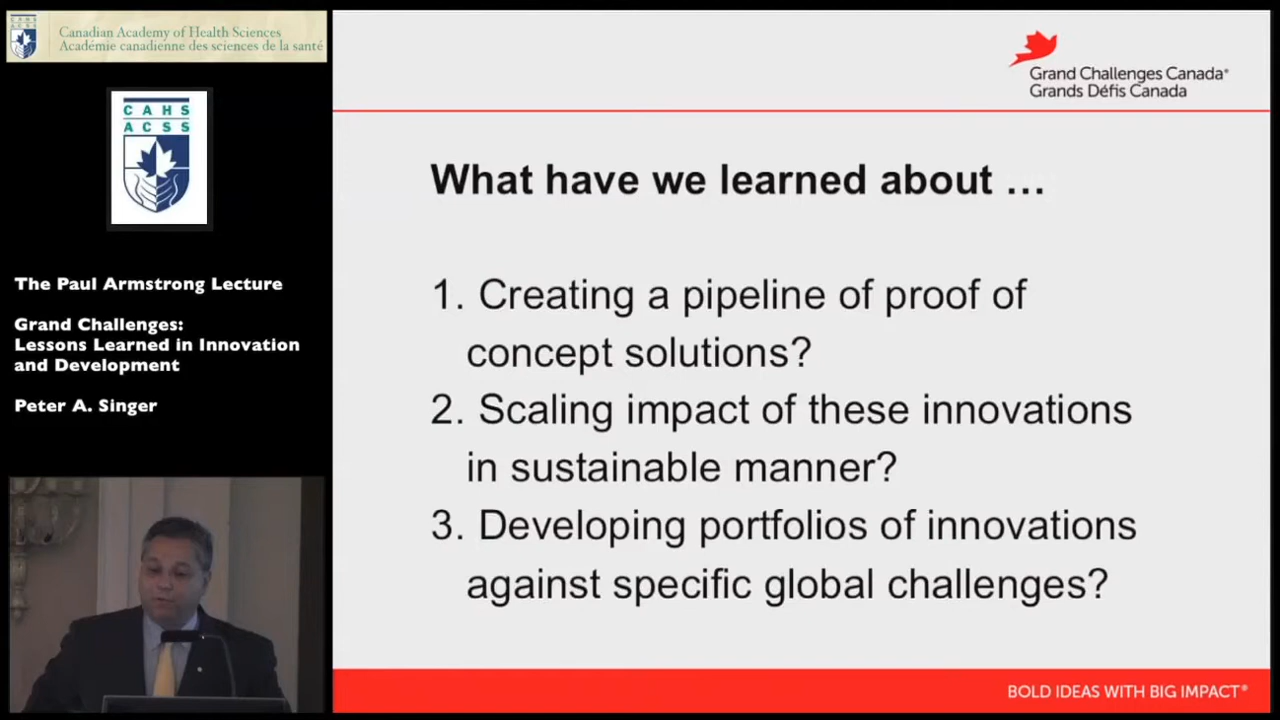 Canadian Academy of Health Sciences
Académie canadienne des sciences de la santé
CAHS
ACSS
The Paul Armstrong Lecture
Grand Challenges:
Lessons Learned in Innovation
and Development
Peter A. Singer
Grand Challenges Canada®
Grands Défis Canada
What have we learned about …
1. Creating a pipeline of proof of
concept solutions?
2. Scaling impact of these innovations
in sustainable manner?
3. Developing portfolios of innovations
against specific global challenges?
BOLD IDEAS WITH BIG IMPACT®